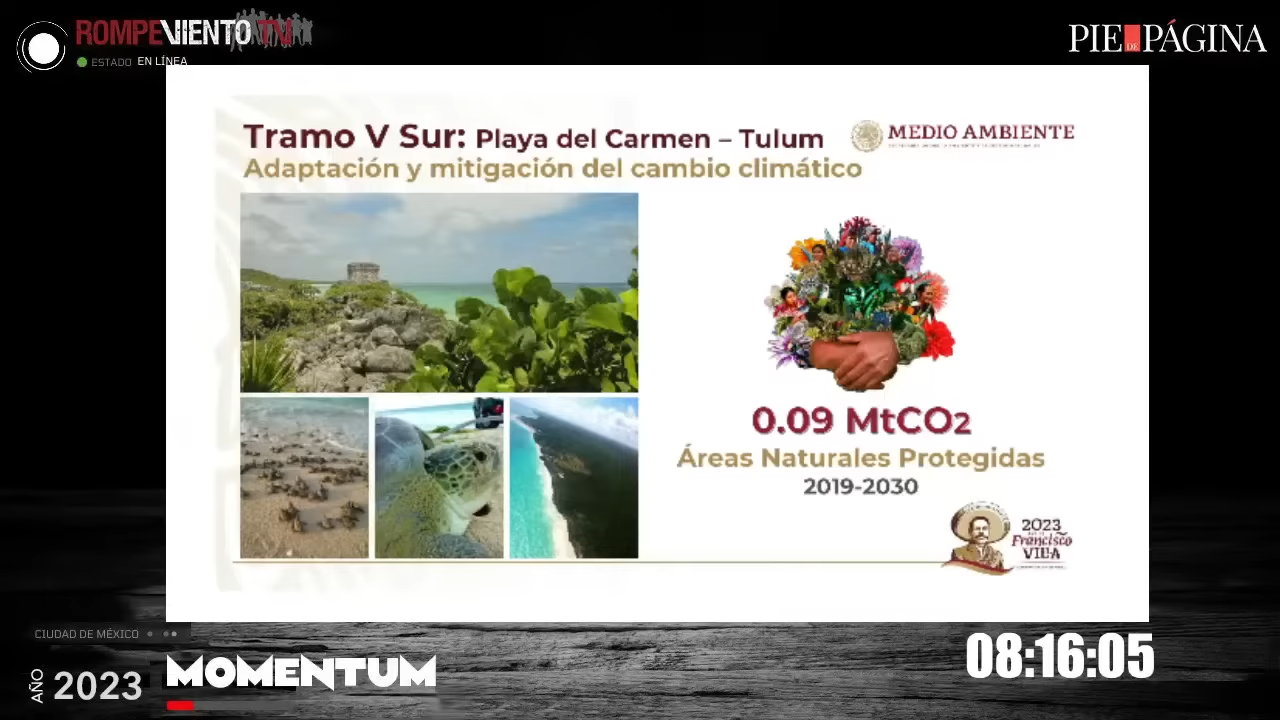 ROMPEVIENTO TV
ESTADO EN LÍNEA
PIE DE PÁGINA
Tramo V Sur: Playa del Carmen – Tulum
Adaptación y mitigación del cambio climático
MEDIO AMBIENTE
0.09 MtCO2
Áreas Naturales Protegidas
2019-2030
2023
Francisco
VILLA
CIUDAD DE MÉXICO
AÑO 2023
MOMENTUM
08:16:05